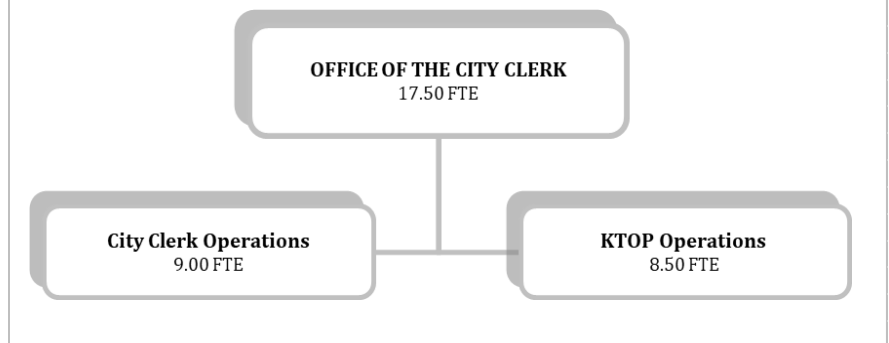 OFFICE OF THE CITY CLERK
17.50 FTE
City Clerk Operations
9.00 FTE
KTOP Operations
8.50 FTE